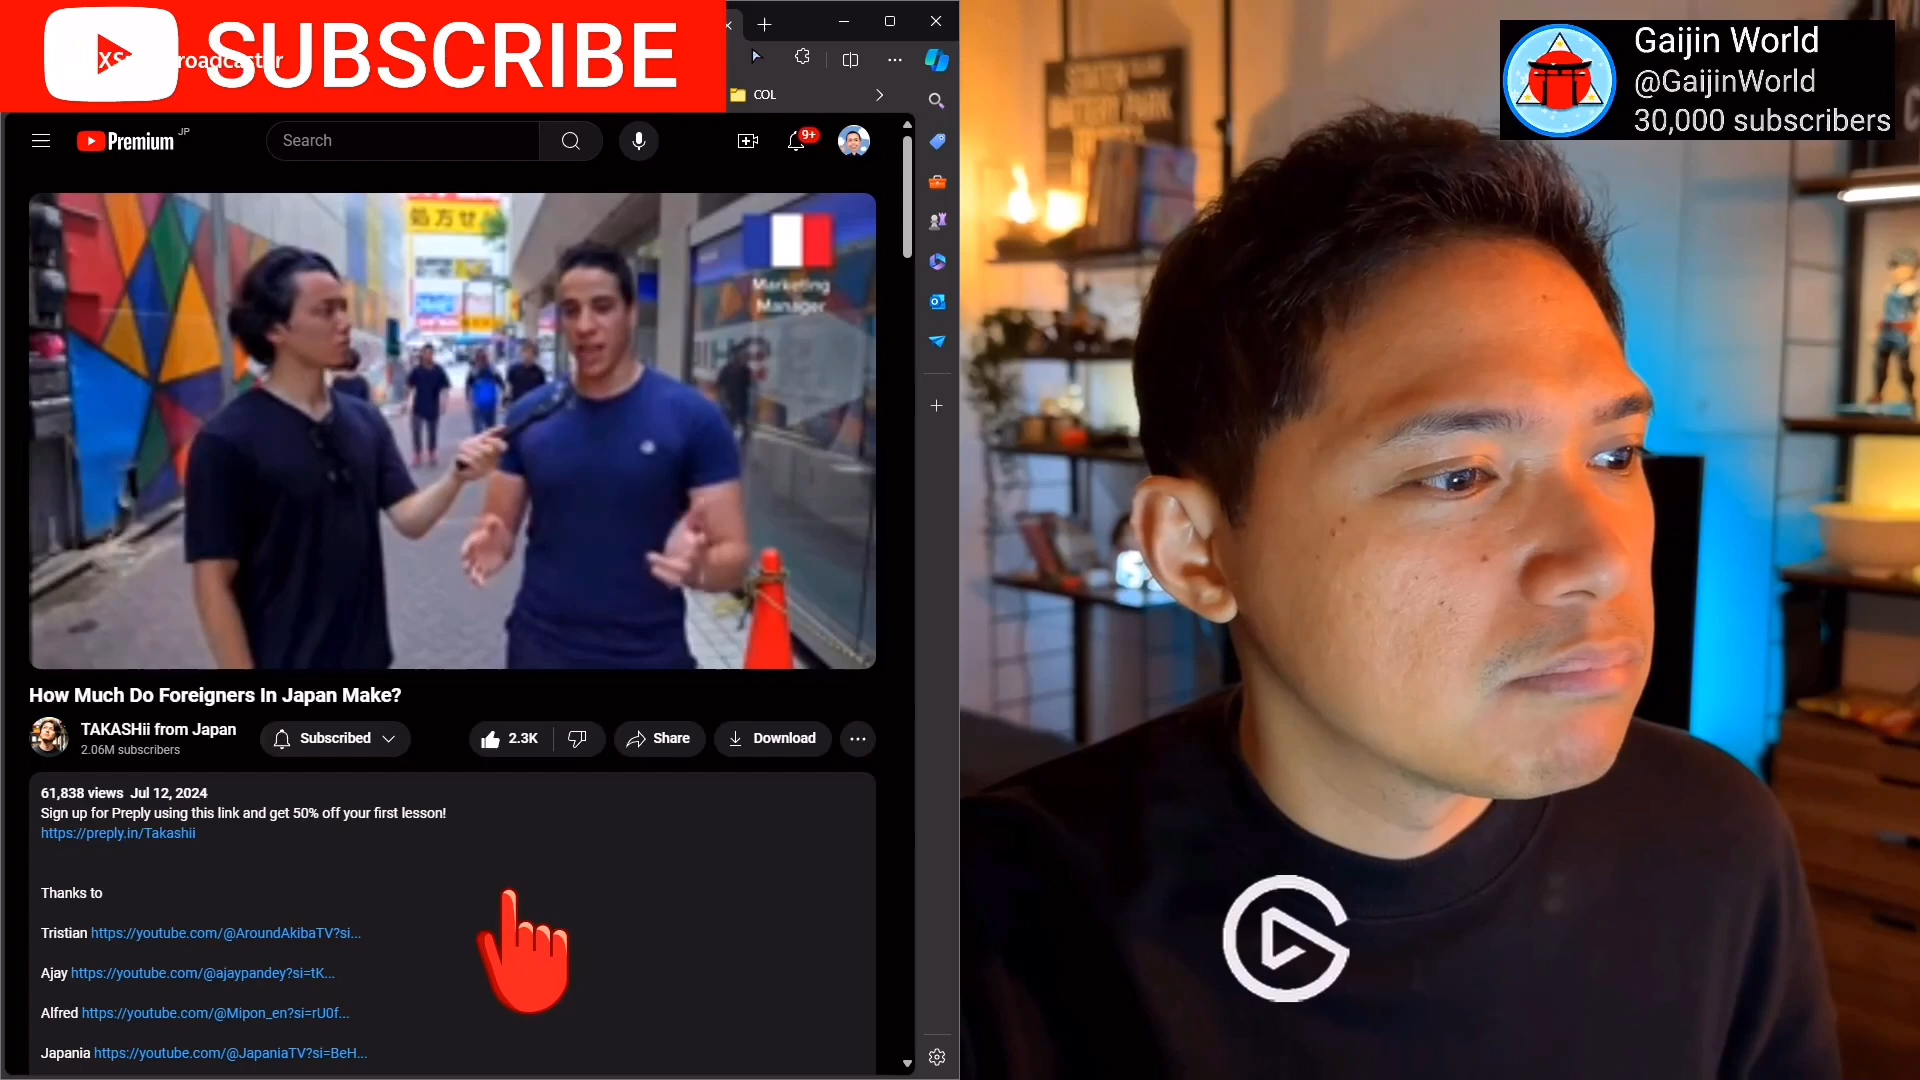 SUBSCRIBE
COL
Gaijin World
@GaijinWorld
30,000 subscribers
Premium JP
Search
9+
Marketing
Manager
How Much Do Foreigners In Japan Make?
TAKASHii from Japan
2.06M subscribers
Subscribed
2.3K
Share
Download
61,838 views Jul 12, 2024
Sign up for Preply using this link and get 50% off your first lesson!
https://preply.in/Takashii
Thanks to
Tristian https://youtube.com/@AroundAkibaTV?si...
Ajay https://youtube.com/@ajaypandey?si=tK...
Alfred https://youtube.com/@Mipon_en?si=rU0f...
Japania https://youtube.com/@JapaniaTV?si=BeH...